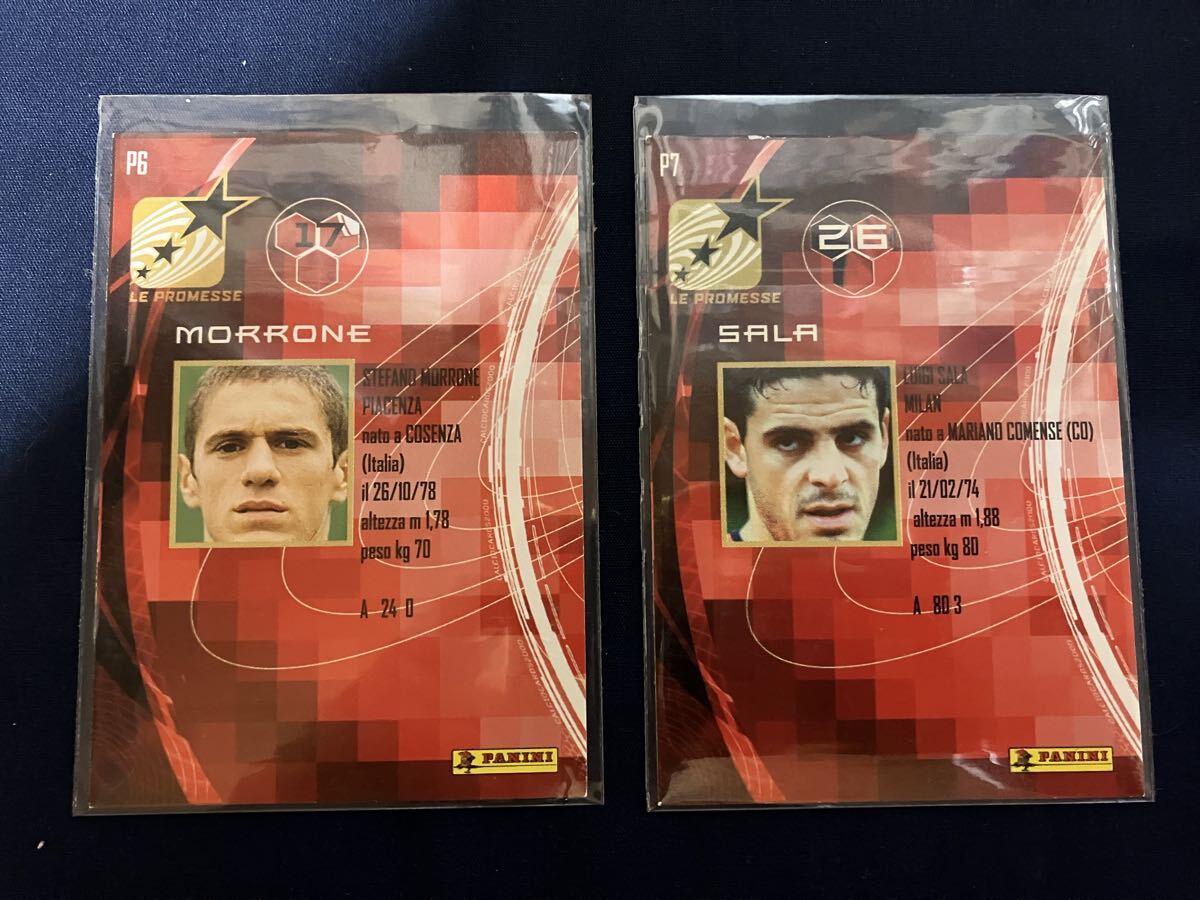 P6
17
LE PROMESSE
MORRONE
STEFANO MORRONE
PIACENZA
nato a COSENZA
(Italia)
il 26/10/78
altezza m 1,78
peso kg 70
A 24 0
CALCIOCARDS2000
PANINI
P7
26
LE PROMESSE
SALA
LUIGI SALA
MILAN
nato a MARIANO COMENSE (CO)
(Italia)
il 21/02/74
altezza m 1,88
peso kg 80
A 80 3
CALCIOCARDS2000
PANINI